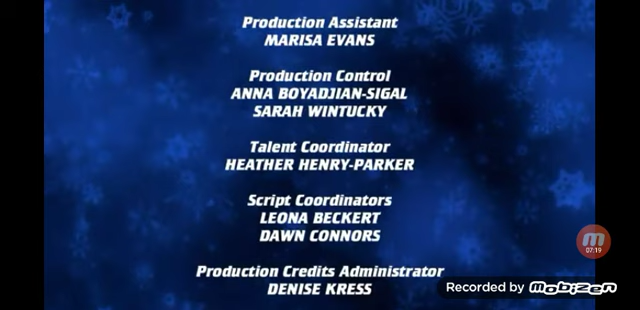 Production Assistant
MARISA EVANS
Production Control
ANNA BOYADJIAN-SIGAL
SARAH WINTUCKY
Talent Coordinator
HEATHER HENRY-PARKER
Script Coordinators
LEONA BECKERT
DAWN CONNORS
Production Credits Administrator
DENISE KRESS
07:19
Recorded by mobizen